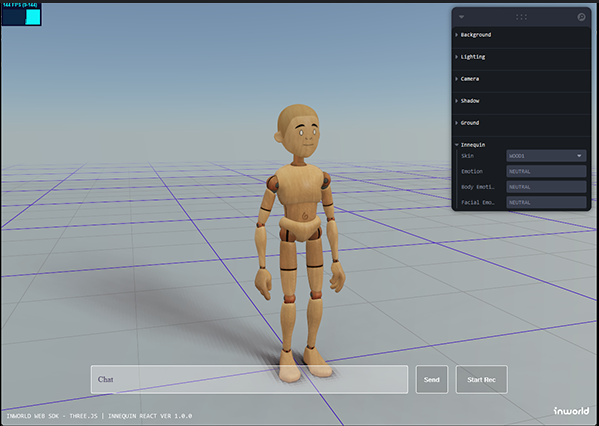 144 FPS (0-144)
Background
Lighting
Camera
Shadow
Ground
Innequin
Skin WOOD1
Emotion NEUTRAL
Body Emoti… NEUTRAL
Facial Emo… NEUTRAL
Chat Send Start Rec
INWORLD WEB SDK - THREE.JS | INNEQUIN REACT VER 1.0.0
inworld